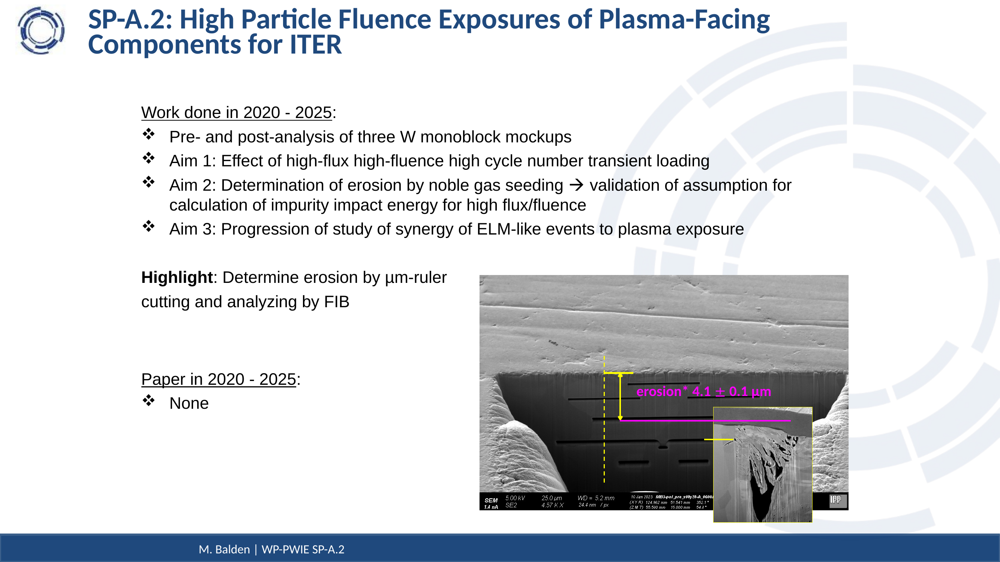 SP-A.2: High Particle Fluence Exposures of Plasma-Facing
Components for ITER
Work done in 2020 - 2025:
❖ Pre- and post-analysis of three W monoblock mockups
❖ Aim 1: Effect of high-flux high-fluence high cycle number transient loading
❖ Aim 2: Determination of erosion by noble gas seeding → validation of assumption for
calculation of impurity impact energy for high flux/fluence
❖ Aim 3: Progression of study of synergy of ELM-like events to plasma exposure
Highlight: Determine erosion by µm-ruler
cutting and analyzing by FIB
Paper in 2020 - 2025:
❖ None
erosion* 4.1 ± 0.1 µm
SEM 5.00 kV 25.0 µm WD = 5.2 mm 10 Jan 2023 MB3-pol_pre_x08y28-A_0600
1.4 nA SE2 4.57 K X 24.4 nm / px (X Y R) 124.962 mm 51.541 mm 352.1 °
(Z M T) 55.500 mm 15.000 mm 54.0 °
IPP
M. Balden | WP-PWIE SP-A.2